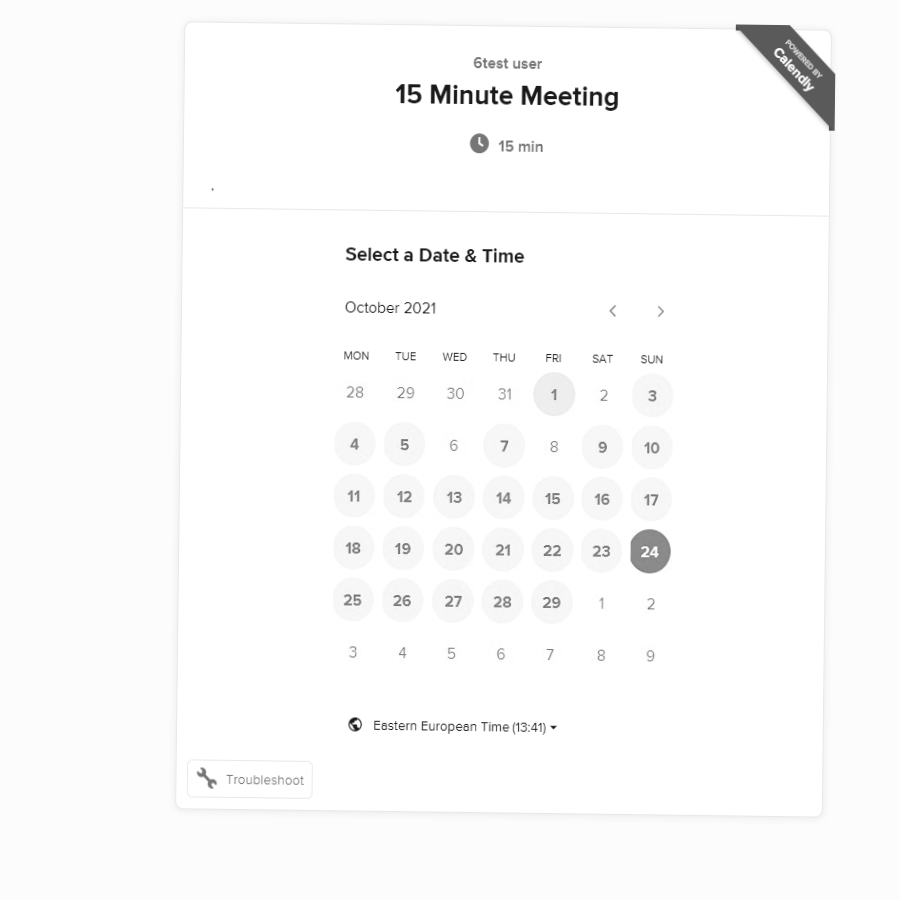 6test user
15 Minute Meeting
15 min
POWERED BY
Calendly
.
Select a Date & Time
October 2021
MON TUE WED THU FRI SAT SUN
28 29 30 31 1 2 3
4 5 6 7 8 9 10
11 12 13 14 15 16 17
18 19 20 21 22 23 24
25 26 27 28 29 1 2
3 4 5 6 7 8 9
Eastern European Time (13:41)
Troubleshoot